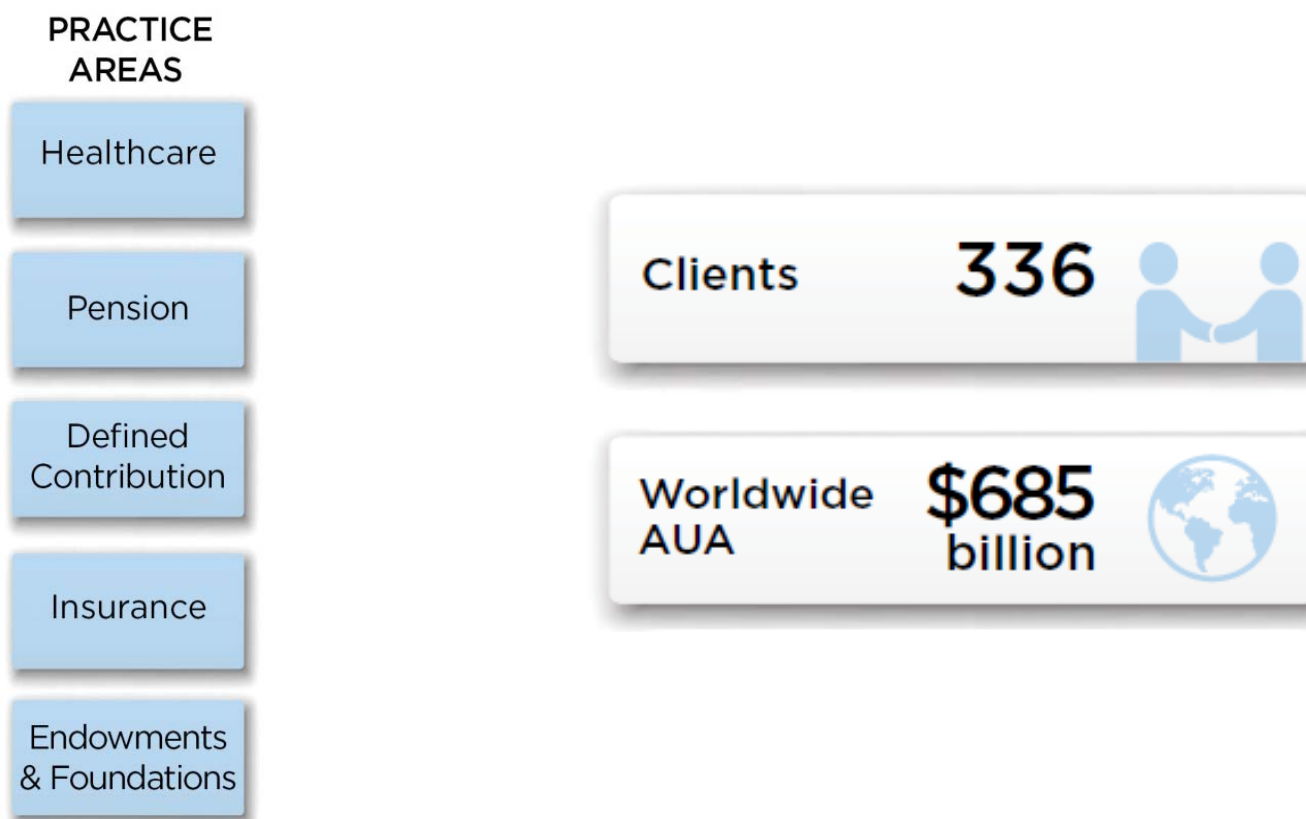 PRACTICE
AREAS
Healthcare
Pension
Defined
Contribution
Insurance
Endowments
& Foundations
Clients 336
Worldwide $685
AUA billion